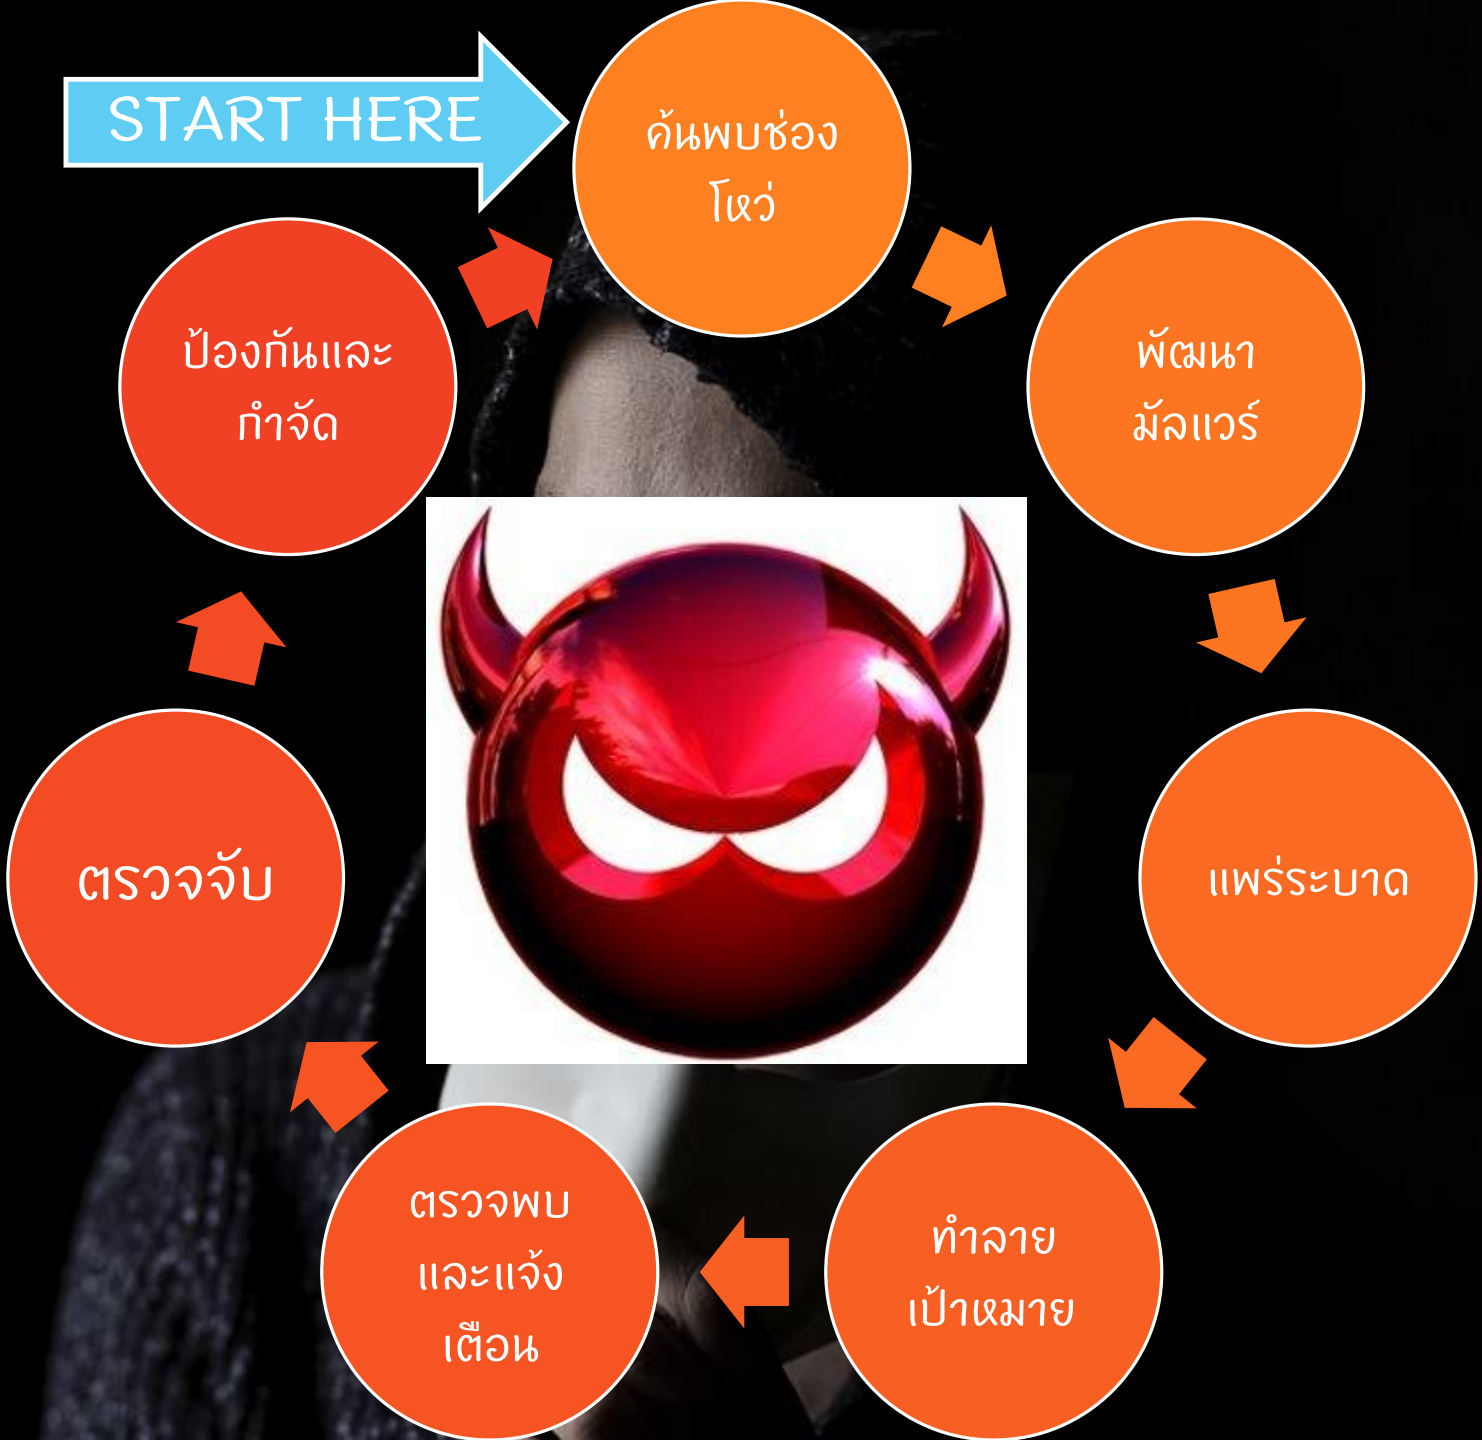 START HERE
ค้นพบช่อง
โหว่
พัฒนา
มัลแวร์
แพร่ระบาด
ทำลาย
เป้าหมาย
ตรวจพบ
และแจ้ง
เตือน
ตรวจจับ
ป้องกันและ
กำจัด